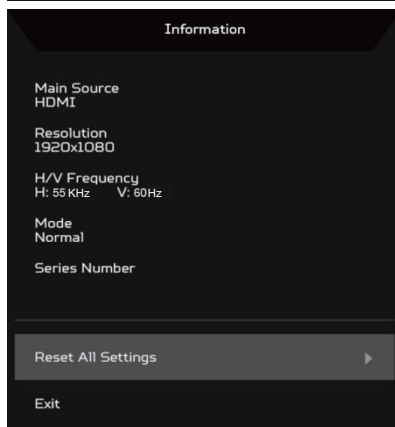 Information
Main Source
HDMI
Resolution
1920x1080
H/V Frequency
H: 55 KHz V: 60Hz
Mode
Normal
Series Number
Reset All Settings
Exit